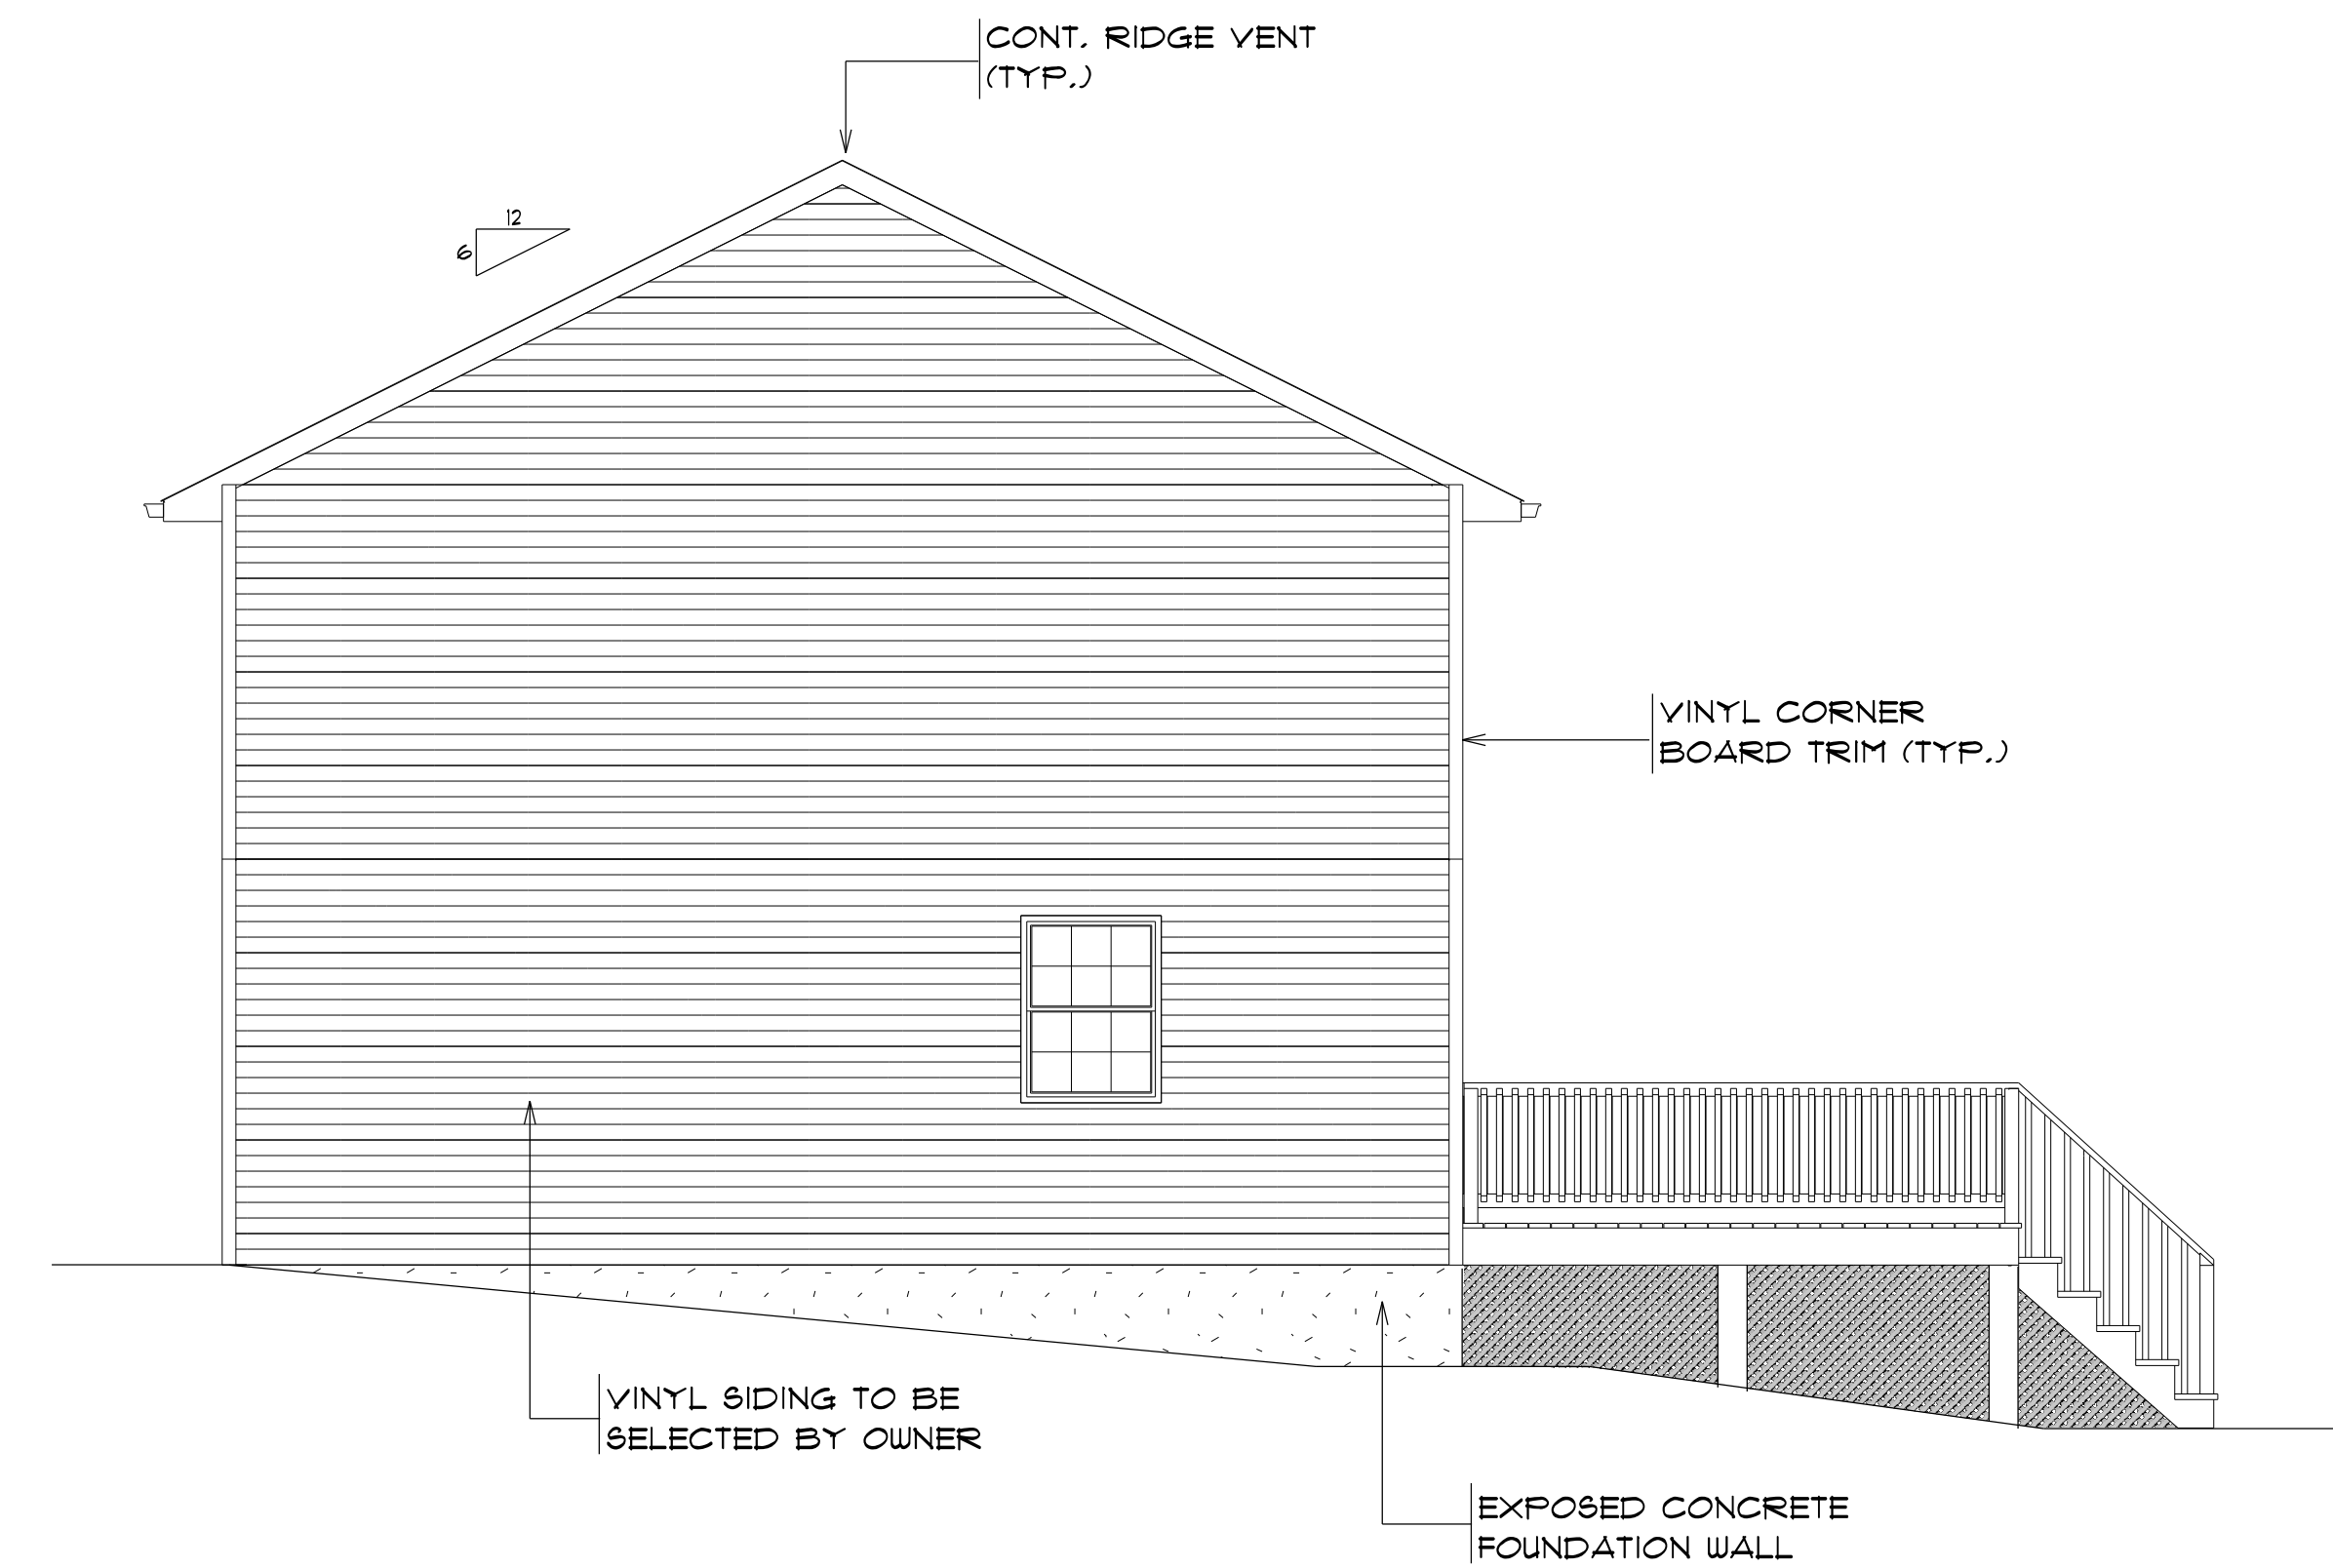 CONT. RIDGE VENT
(TYP.)
12
6
VINYL CORNER
BOARD TRIM (TYP.)
VINYL SIDING TO BE
SELECTED BY OWNER
EXPOSED CONCRETE
FOUNDATION WALL